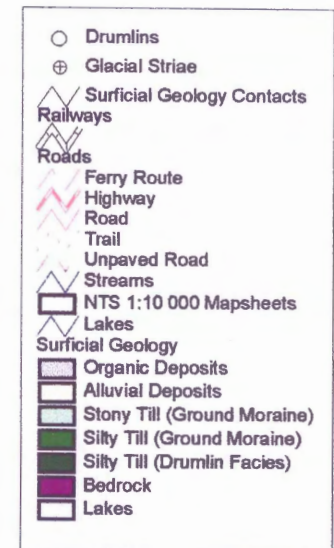 Drumlins
Glacial Striae
Surficial Geology Contacts
Railways
Roads
Ferry Route
Highway
Road
Trail
Unpaved Road
Streams
NTS 1:10 000 Mapsheets
Lakes
Surficial Geology
Organic Deposits
Alluvial Deposits
Stony Till (Ground Moraine)
Silty Till (Ground Moraine)
Silty Till (Drumlin Facies)
Bedrock
Lakes